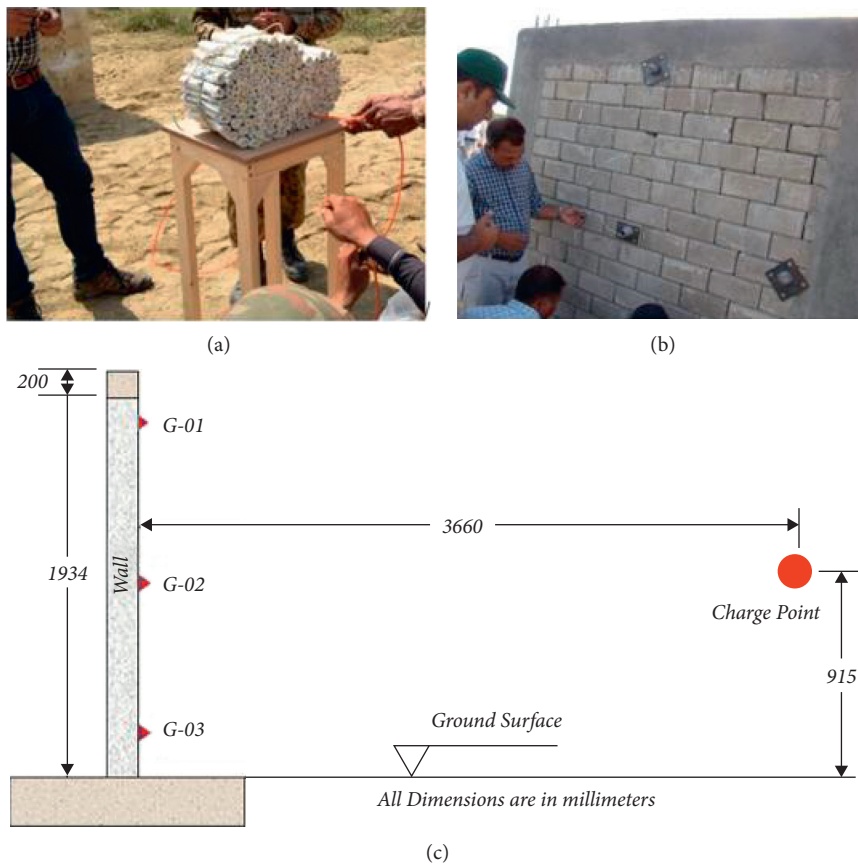 (a)
(b)
200
G-01
3660
1934
Wall
G-02
Charge Point
915
G-03
Ground Surface
All Dimensions are in millimeters
(c)